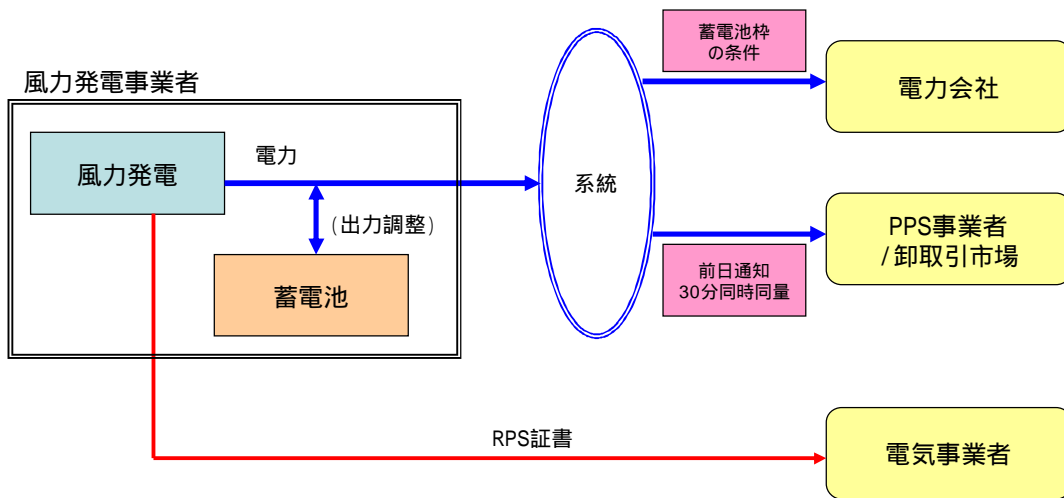 蓄電池枠
の条件
電力会社
風力発電事業者
風力発電
電力
系統
(出力調整)
蓄電池
PPS事業者
/卸取引市場
前日通知
30分同時同量
RPS証書
電気事業者